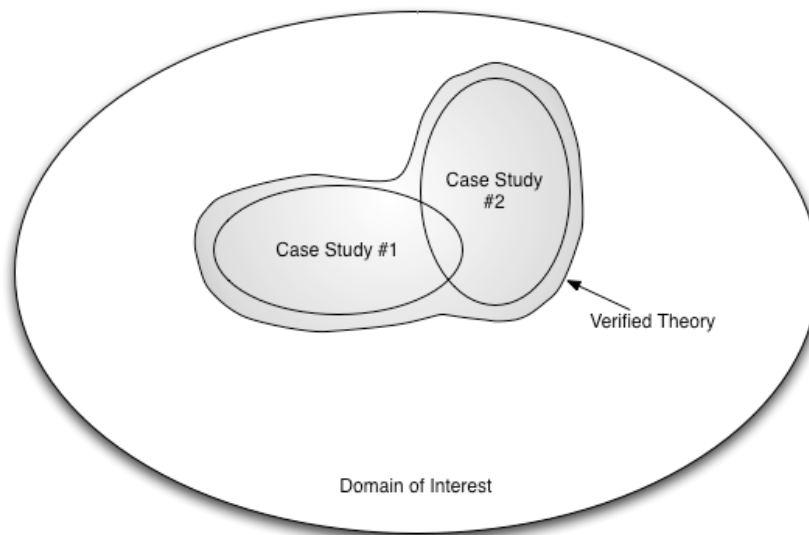 Case Study
#2
Case Study #1
Verified Theory
Domain of Interest